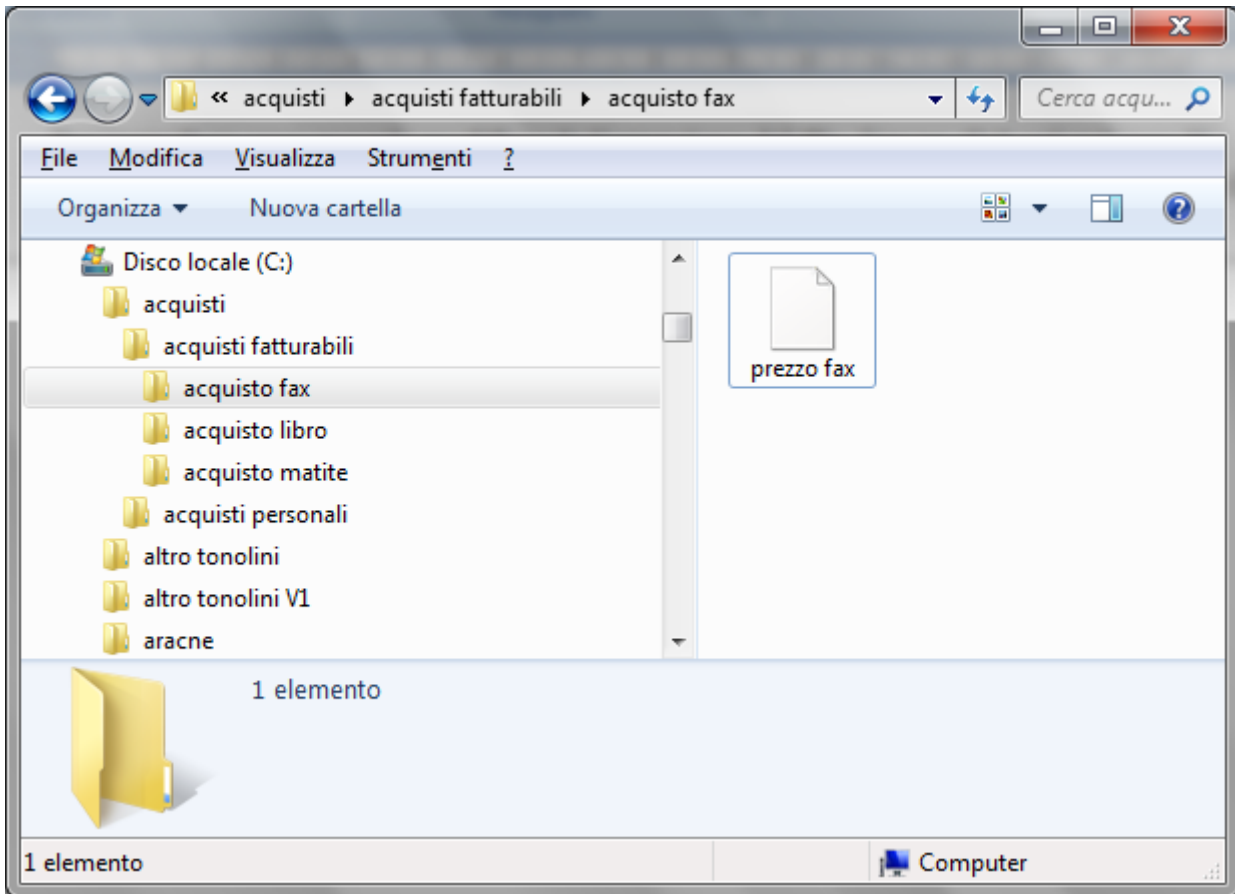 « acquisti ▸ acquisti fatturabili ▸ acquisto fax
Cerca acqu...
File Modifica Visualizza Strumenti ?
Organizza Nuova cartella
Disco locale (C:)
acquisti
acquisti fatturabili
acquisto fax
acquisto libro
acquisto matite
acquisti personali
altro tonolini
altro tonolini V1
aracne
prezzo fax
1 elemento
1 elemento
Computer